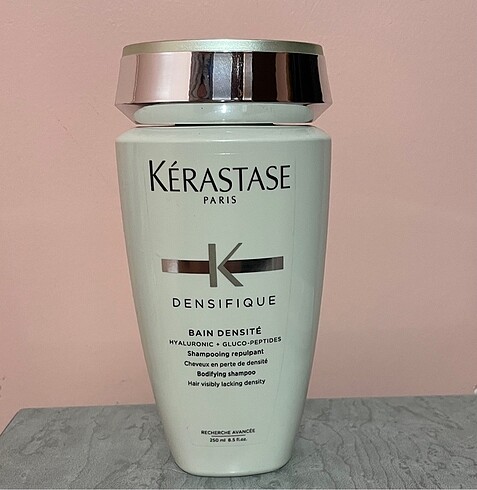 KÉRASTASE
PARIS
K
DENSIFIQUE
BAIN DENSITÉ
HYALURONIC + GLUCO-PEPTIDES
Shampooing repulpant
Cheveux en perte de densité
Bodifying shampoo
Hair visibly lacking density
RECHERCHE AVANCÉE
250 ml 8.5 fl.oz.